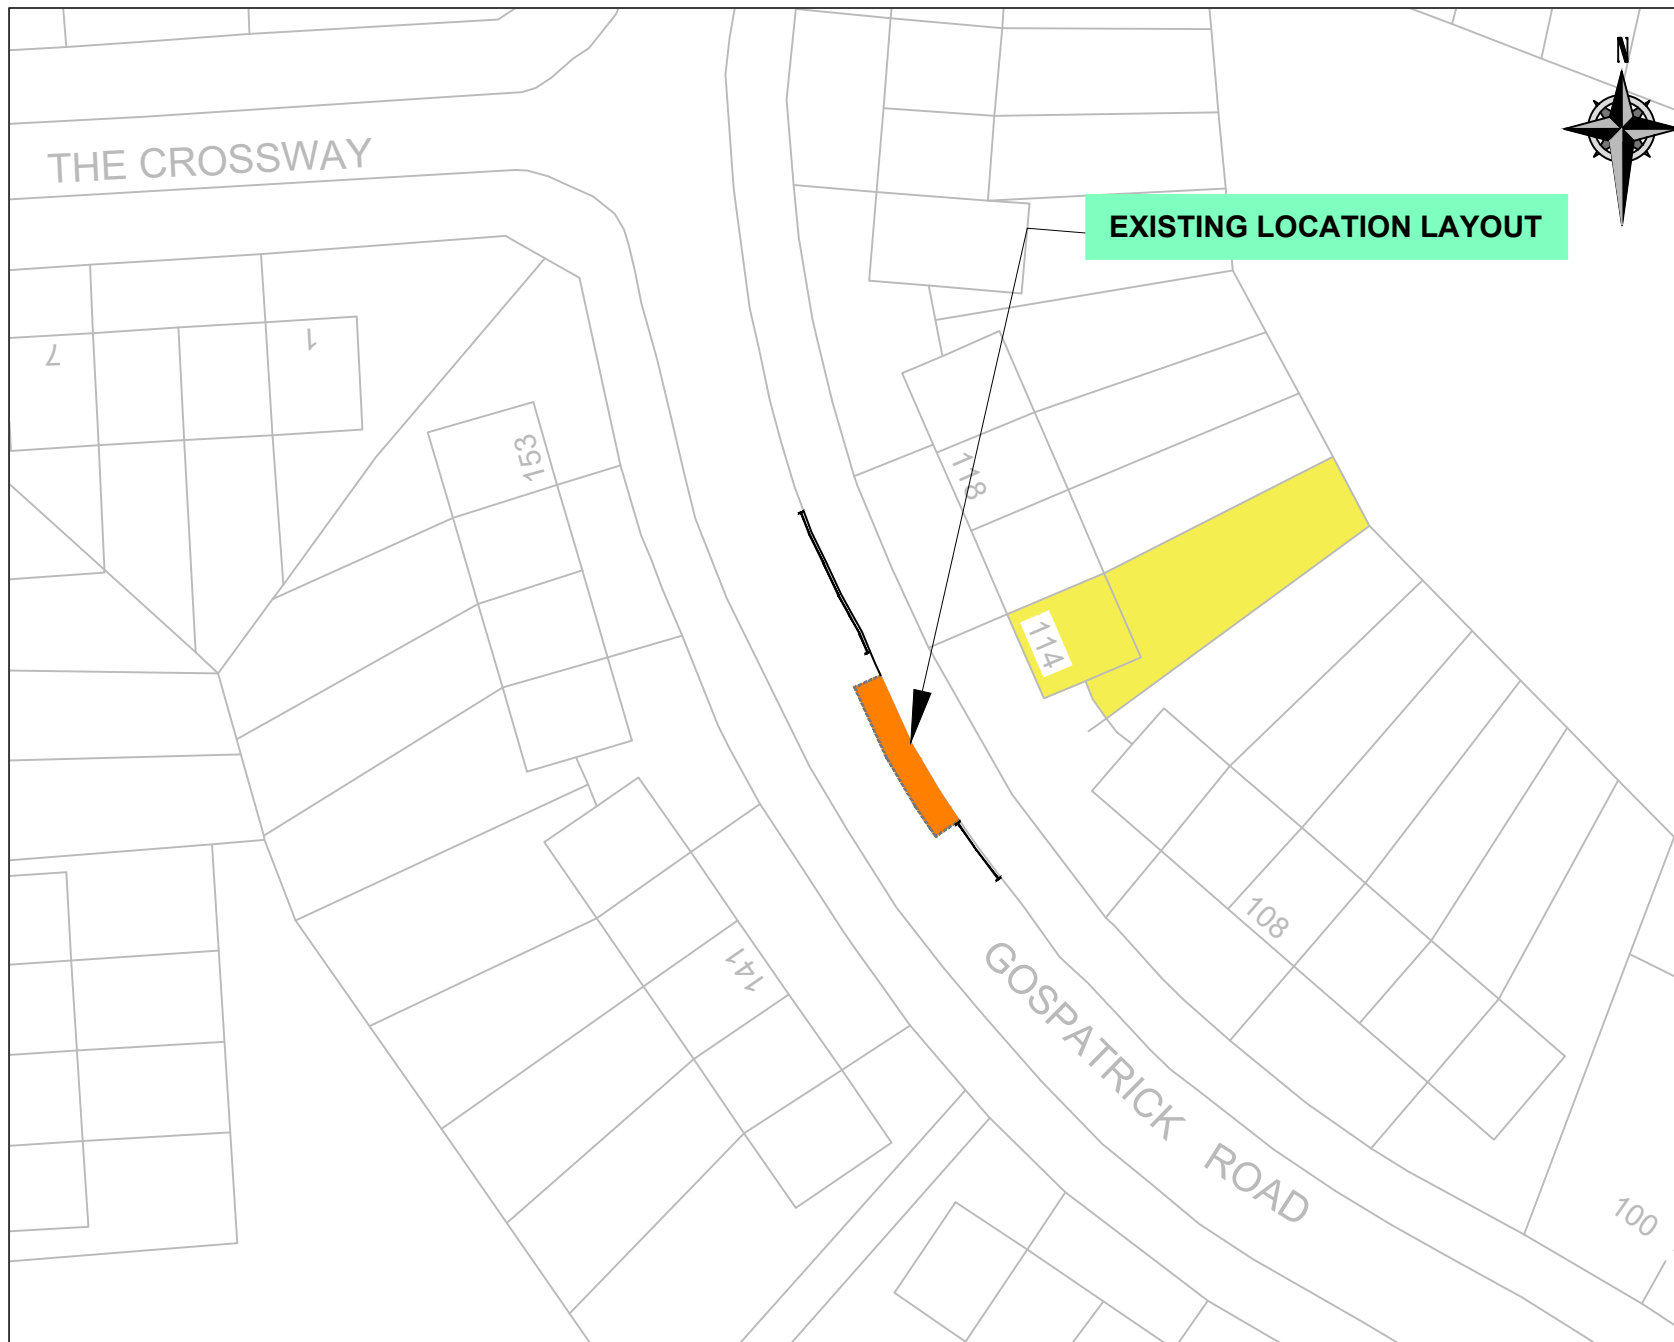 N
THE CROSSWAY
EXISTING LOCATION LAYOUT
7
1
153
118
114
108
141
GOSPATRICK ROAD
100